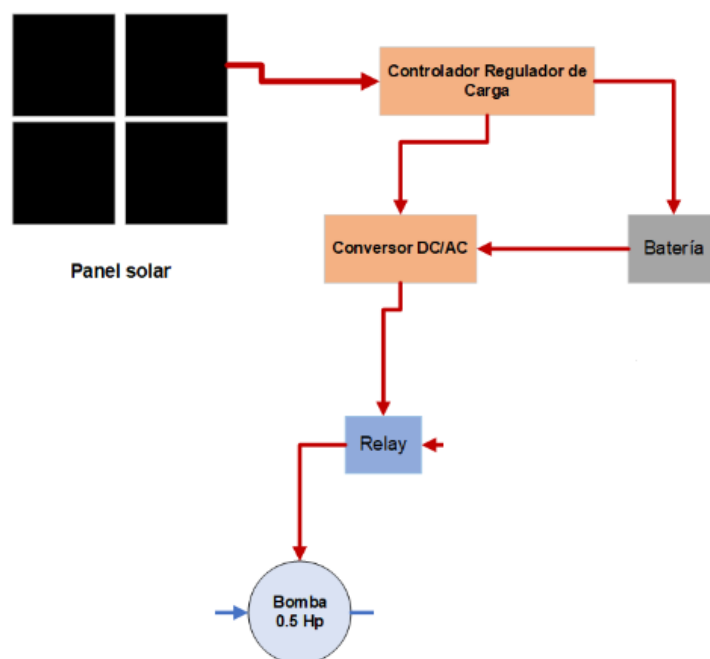 Controlador Regulador de
Carga
Panel solar
Conversor DC/AC
Batería
Relay
Bomba
0.5 Hp